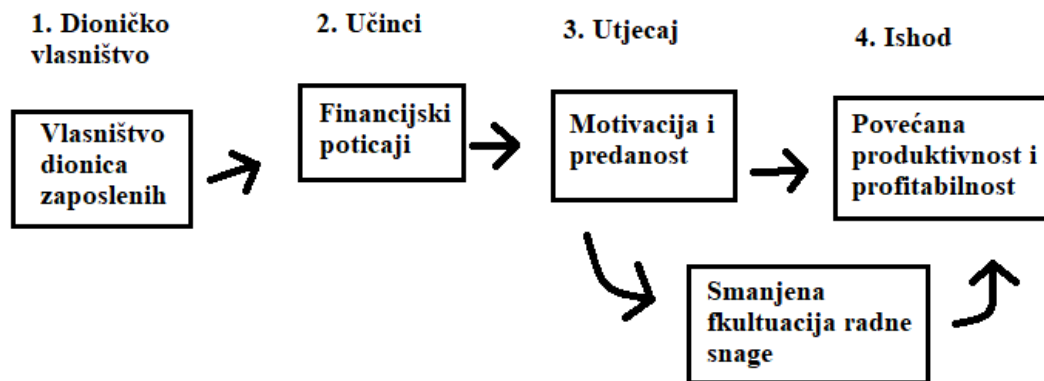 1. Dioničko
vlasništvo
2. Učinci
3. Utjecaj
4. Ishod
Vlasništvo
dionica
zaposlenih
Financijski
poticaji
Motivacija i
predanost
Povećana
produktivnost i
profitabilnost
Smanjena
fkultuacija radne
snage